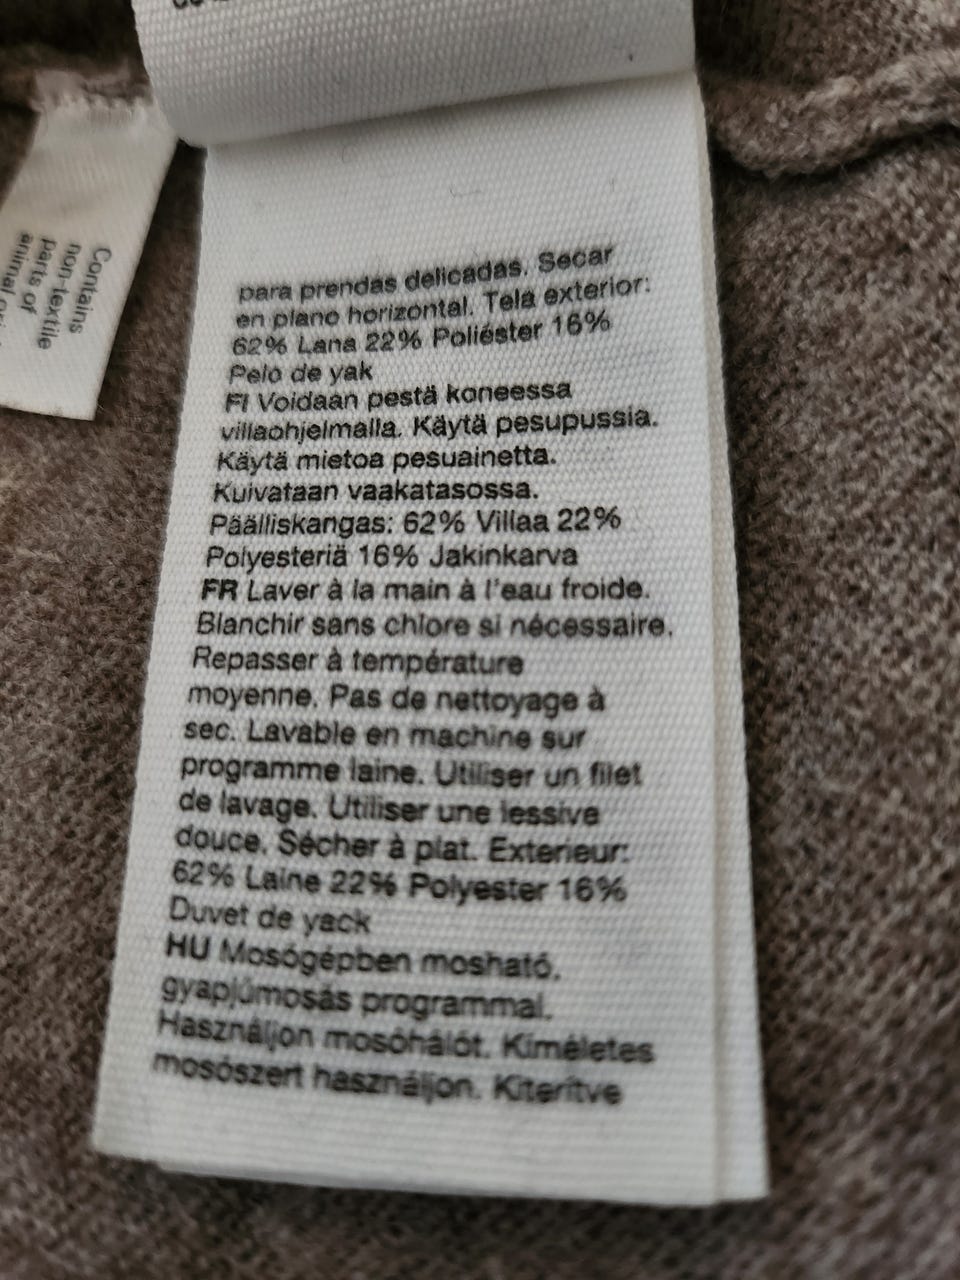 Contains
non-textile
parts of
animal
para prendas delicadas. Secar
en plano horizontal. Tela exterior:
62% Lana 22% Poliéster 16%
Pelo de yak
FI Voidaan pestä koneessa
villaohjelmalla. Käytä pesupussia.
Käytä mietoa pesuainetta.
Kuivataan vaakatasossa.
Päälliskangas: 62% Villaa 22%
Polyesteriä 16% Jakinkarva
FR Laver à la main à l'eau froide.
Blanchir sans chlore si nécessaire.
Repasser à température
moyenne. Pas de nettoyage à
sec. Lavable en machine sur
programme laine. Utiliser un filet
de lavage. Utiliser une lessive
douce. Sécher à plat. Exterieur:
62% Laine 22% Polyester 16%
Duvet de yack
HU Mosógépben mosható,
gyapjúmosás programmal.
Használjon mosóhálót. Kíméletes
mosószert használjon. Kiterítve